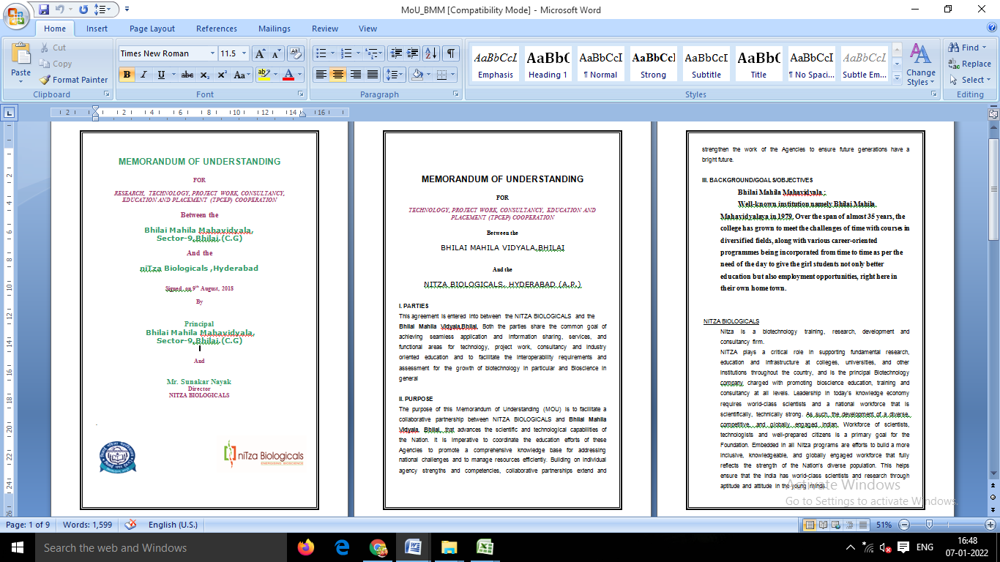 MoU_BMM [Compatibility Mode] - Microsoft Word
Home Insert Page Layout References Mailings Review View
Paste
Cut
Copy
Format Painter
Clipboard
Times New Roman 11.5
Font
Paragraph
AaBbCcI AaBbC AaBbCcI AaBbCcI AaBbCcI AaBbC AaBbCcI AaBbCcI
Emphasis Heading 1 ¶ Normal Strong Subtitle Title ¶ No Spaci... Subtle Em...
Change Styles
Styles
Find
Replace
Select
Editing
MEMORANDUM OF UNDERSTANDING
FOR
RESEARCH, TECHNOLOGY, PROJECT WORK, CONSULTANCY,
EDUCATION AND PLACEMENT (TPCEP) COOPERATION
Between the
Bhilai Mahila Mahavidyala,
Sector-9,Bhilai.(C.G)
And the
niTza Biologicals ,Hyderabad
Signed on 9th August, 2018
By
Principal
Bhilai Mahila Mahavidyala,
Sector-9,Bhilai.(C.G)
And
Mr. Sunakar Nayak
Director
NITZA BIOLOGICALS
niTza Biologicals
ENERGISING BIOSCIENCE
MEMORANDUM OF UNDERSTANDING
FOR
TECHNOLOGY, PROJECT WORK, CONSULTANCY, EDUCATION AND
PLACEMENT (TPCEP) COOPERATION
Between the
BHILAI MAHILA VIDYALA,BHILAI
And the
NITZA BIOLOGICALS, HYDERABAD (A.P.)
I. PARTIES
This agreement is entered into between the NITZA BIOLOGICALS and the
Bhilai Mahila Vidyala,Bhilai. Both the parties share the common goal of
achieving seamless application and information sharing, services, and
functional areas for technology, project work, consultancy and industry
oriented education and to facilitate the interoperability requirements and
assessment for the growth of biotechnology in particular and Bioscience in
general
II. PURPOSE
The purpose of this Memorandum of Understanding (MOU) is to facilitate a
collaborative partnership between NITZA BIOLOGICALS and Bhilai Mahila
Vidyala, Bhilai, that advances the scientific and technological capabilities of
the Nation. It is imperative to coordinate the education efforts of these
Agencies to promote a comprehensive knowledge base for addressing
national challenges and to manage resources efficiently. Building on individual
agency strengths and competencies, collaborative partnerships extend and
strengthen the work of the Agencies to ensure future generations have a
bright future.
III. BACKGROUND/GOALS/OBJECTIVES
Bhilai Mahila Mahavidyala :
Well-known institution namely Bhilai Mahila
Mahavidyalaya in 1979. Over the span of almost 35 years, the
college has grown to meet the challenges of time with courses in
diversified fields, along with various career-oriented
programmes being incorporated from time to time as per the
need of the day to give the girl students not only better
education but also employment opportunities, right here in
their own home town.
NITZA BIOLOGICALS
Nitza is a biotechnology training, research, development and
consultancy firm.
NITZA plays a critical role in supporting fundamental research,
education and infrastructure at colleges, universities, and other
institutions throughout the country, and is the principal Biotechnology
company charged with promoting bioscience education, training and
consultancy at all levels. Leadership in today's knowledge economy
requires world-class scientists and a national workforce that is
scientifically, technically strong. As such, the development of a diverse,
competitive, and globally engaged Indian. Workforce of scientists,
technologists and well-prepared citizens is a primary goal for the
Foundation. Embedded in all Nitza programs are efforts to build a more
inclusive, knowledgeable, and globally engaged workforce that fully
reflects the strength of the Nation's diverse population. This helps
ensure that the India has world-class scientists and research through
aptitude and attitude in the young minds.
Activate Windows
Go to Settings to activate Windows.
Page: 1 of 9 Words: 1,599 English (U.S.) 51%
Search the web and Windows
ENG
16:48
07-01-2022